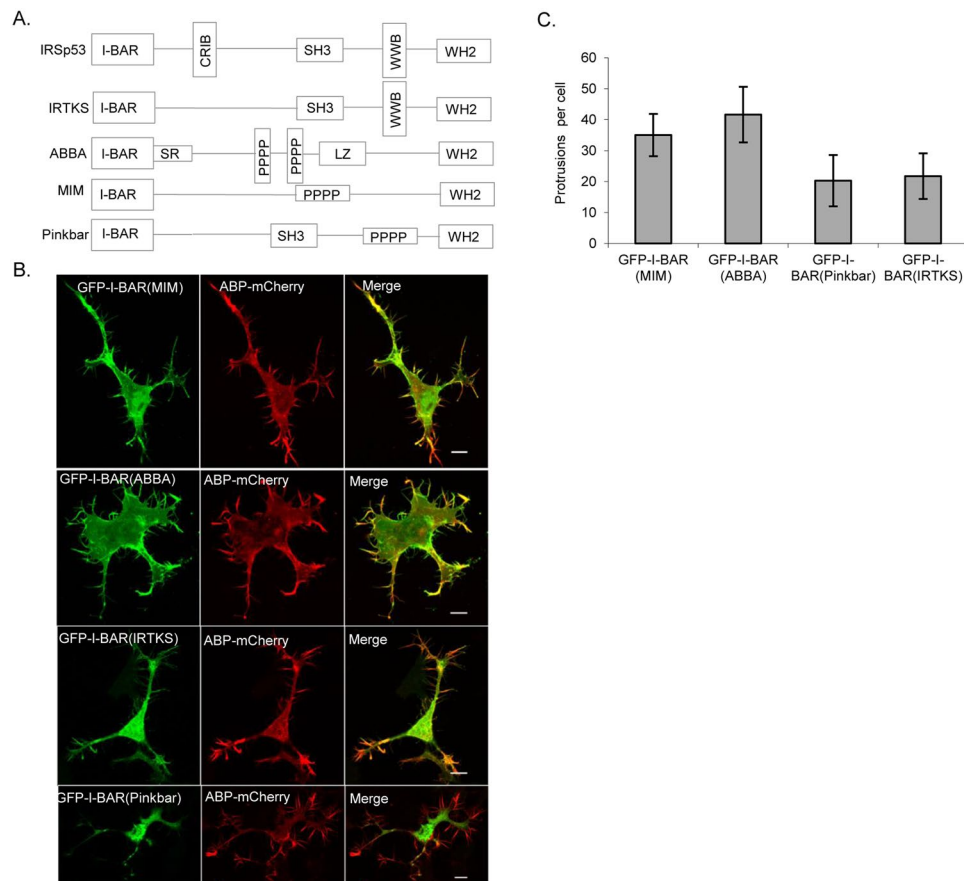 A.
IRSp53 I-BAR CRIB SH3 WWB WH2
IRTKS I-BAR SH3 WWB WH2
ABBA I-BAR SR PPPP PPPP LZ WH2
MIM I-BAR PPPP WH2
Pinkbar I-BAR SH3 PPPP WH2
B.
GFP-I-BAR(MIM) ABP-mCherry Merge
GFP-I-BAR(ABBA) ABP-mCherry Merge
GFP-I-BAR(IRTKS) ABP-mCherry Merge
GFP-I-BAR(Pinkbar) ABP-mCherry Merge
C.
Protrusions per cell
60
50
40
30
20
10
0
GFP-I-BAR GFP-I-BAR GFP-I- GFP-I-
(MIM) (ABBA) BAR(Pinkbar) BAR(IRTKS)